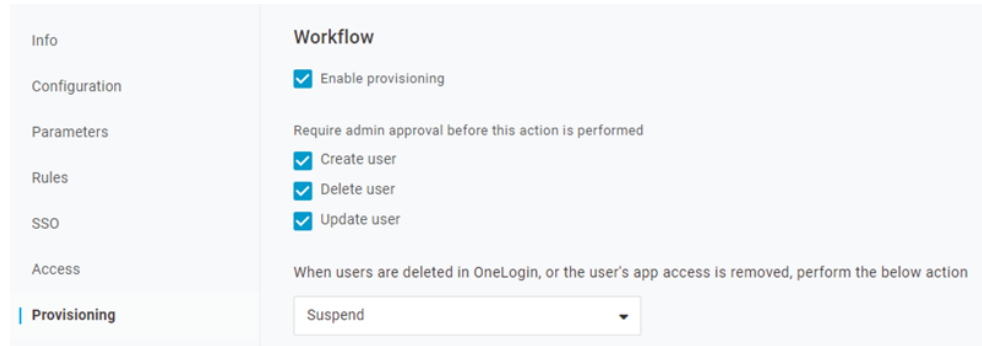 Info
Configuration
Parameters
Rules
SSO
Access
Provisioning
Workflow
Enable provisioning
Require admin approval before this action is performed
Create user
Delete user
Update user
When users are deleted in OneLogin, or the user's app access is removed, perform the below action
Suspend